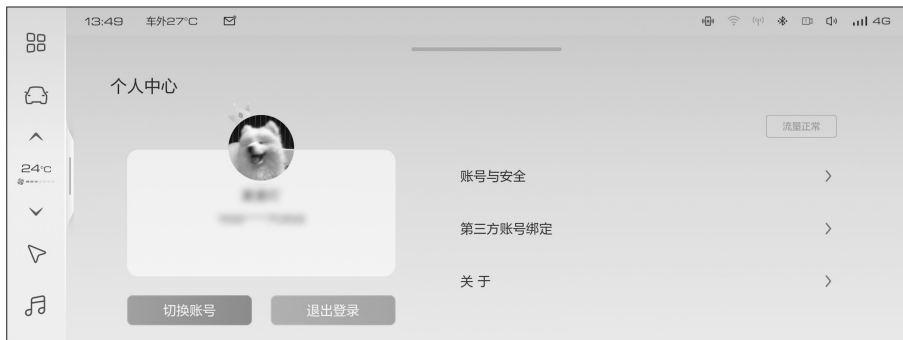 13:49 车外27°C 4G
个人中心
流量正常
24°C
账号与安全
第三方账号绑定
关于
切换账号 退出登录